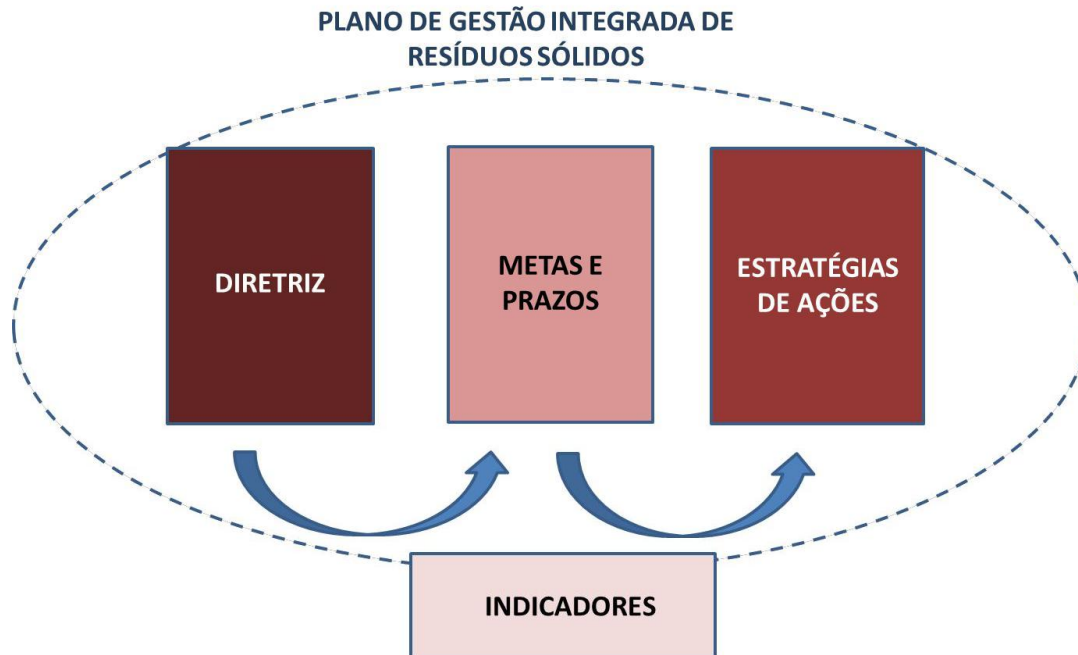 PLANO DE GESTÃO INTEGRADA DE
RESÍDUOS SÓLIDOS
DIRETRIZ
METAS E
PRAZOS
ESTRATÉGIAS
DE AÇÕES
INDICADORES